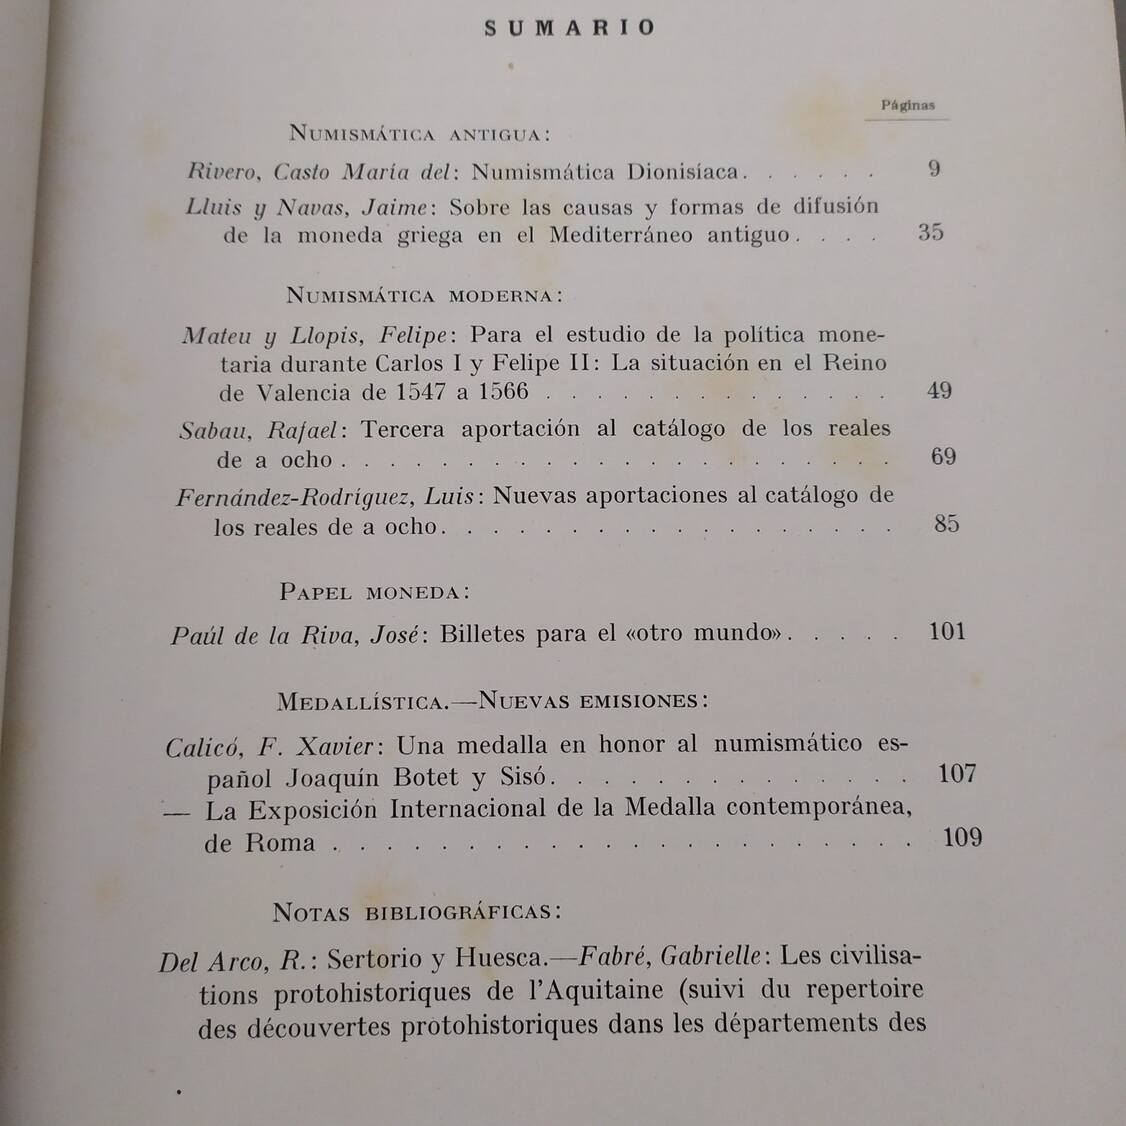 SUMARIO
Páginas
NUMISMÁTICA ANTIGUA:
Rivero, Casto María del: Numismática Dionisíaca. . . . . . 9
Lluis y Navas, Jaime: Sobre las causas y formas de difusión
de la moneda griega en el Mediterráneo antiguo. . . . 35
NUMISMÁTICA MODERNA:
Mateu y Llopis, Felipe: Para el estudio de la política mone-
taria durante Carlos I y Felipe II: La situación en el Reino
de Valencia de 1547 a 1566 . . . . . . . . . . . . . . 49
Sabau, Rafael: Tercera aportación al catálogo de los reales
de a ocho . . . . . . . . . . . . . . . . . . . . . . 69
Fernández-Rodríguez, Luis: Nuevas aportaciones al catálogo de
los reales de a ocho. . . . . . . . . . . . . . . . . . 85
PAPEL MONEDA:
Paúl de la Riva, José: Billetes para el «otro mundo». . . . . 101
MEDALLÍSTICA.—NUEVAS EMISIONES:
Calicó, F. Xavier: Una medalla en honor al numismático es-
pañol Joaquín Botet y Sisó. . . . . . . . . . . . . . 107
— La Exposición Internacional de la Medalla contemporánea,
de Roma . . . . . . . . . . . . . . . . . . . . . . 109
NOTAS BIBLIOGRÁFICAS:
Del Arco, R.: Sertorio y Huesca.—Fabré, Gabrielle: Les civilisa-
tions protohistoriques de l'Aquitaine (suivi du repertoire
des découvertes protohistoriques dans les départements des